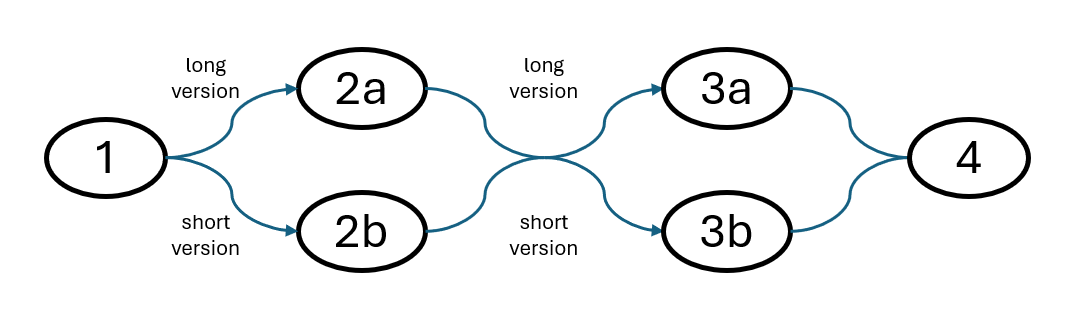 long
version
2a
long
version
3a
1
4
short
version
2b
short
version
3b